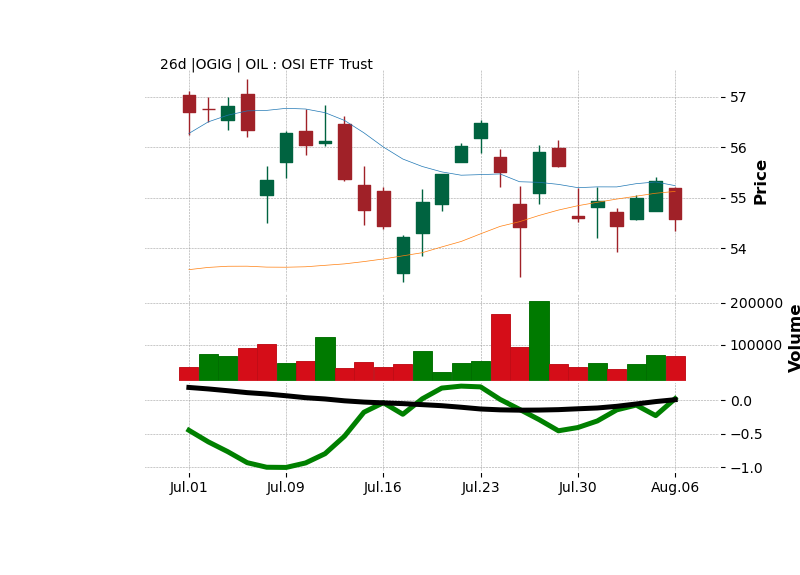 26d |OGIG | OIL : OSI ETF Trust
57
56
55
54
Price
200000
100000
Volume
0.0
−0.5
−1.0
Jul.01 Jul.09 Jul.16 Jul.23 Jul.30 Aug.06